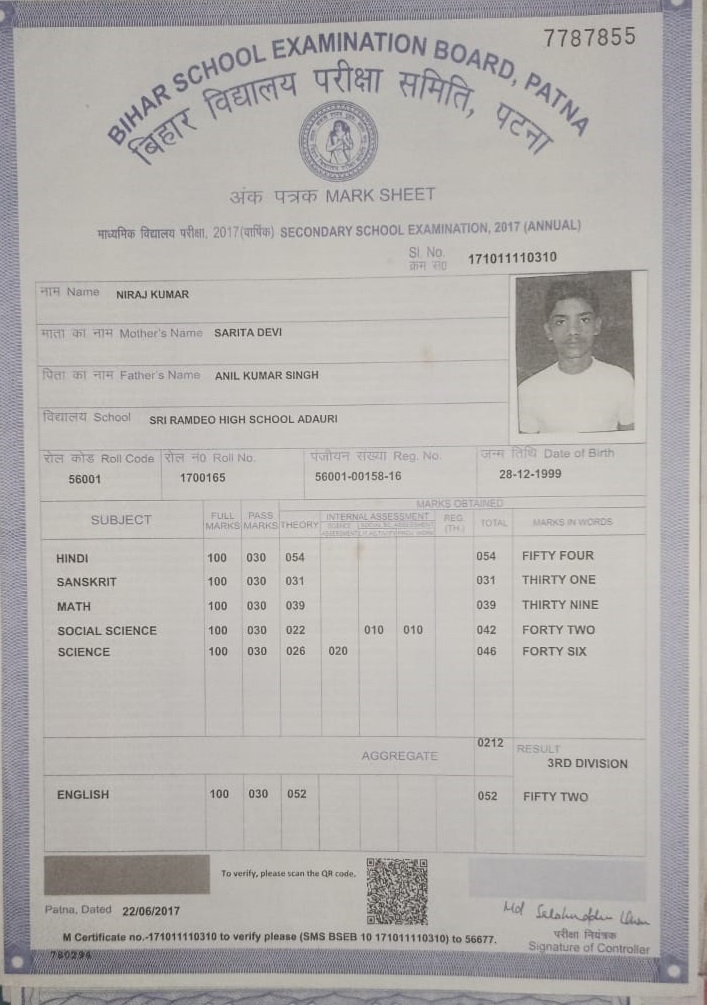 7787855
BIHAR SCHOOL EXAMINATION BOARD, PATNA
बिहार विद्यालय परीक्षा समिति, पटना
अंक पत्रक MARK SHEET
माध्यमिक विद्यालय परीक्षा, 2017(वार्षिक) SECONDARY SCHOOL EXAMINATION, 2017 (ANNUAL)
Sl. No. 171011110310
क्रम सं0
नाम Name NIRAJ KUMAR
माता का नाम Mother's Name SARITA DEVI
पिता का नाम Father's Name ANIL KUMAR SINGH
विद्यालय School SRI RAMDEO HIGH SCHOOL ADAURI
रोल कोड Roll Code रोल नं0 Roll No. पंजीयन संख्या Reg. No. जन्म तिथि Date of Birth
56001 1700165 56001-00158-16 28-12-1999
MARKS OBTAINED
SUBJECT FULL MARKS PASS MARKS THEORY INTERNAL ASSESSMENT REG. (TH.) TOTAL MARKS IN WORDS
HINDI 100 030 054 054 FIFTY FOUR
SANSKRIT 100 030 031 031 THIRTY ONE
MATH 100 030 039 039 THIRTY NINE
SOCIAL SCIENCE 100 030 022 010 010 042 FORTY TWO
SCIENCE 100 030 026 020 046 FORTY SIX
AGGREGATE 0212 RESULT
3RD DIVISION
ENGLISH 100 030 052 052 FIFTY TWO
To verify, please scan the QR code.
Patna, Dated 22/06/2017
परीक्षा नियंत्रक
M Certificate no.-171011110310 to verify please (SMS BSEB 10 171011110310) to 56677.
Signature of Controller
780294